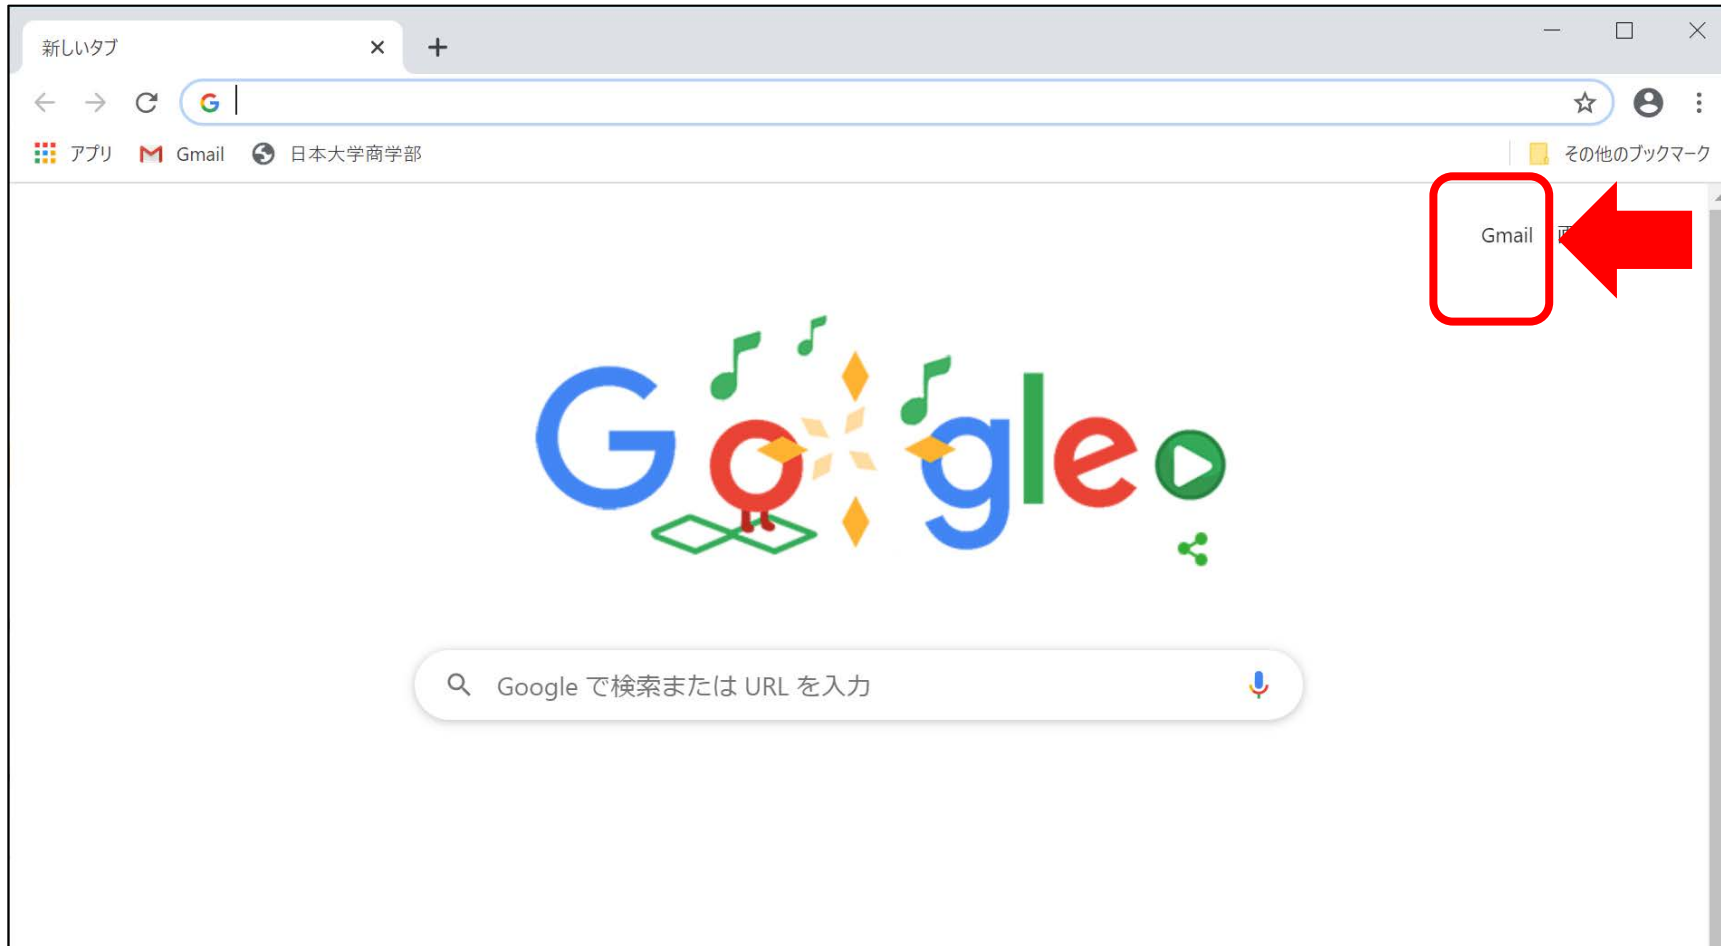 新しいタブ
アプリ Gmail 日本大学商学部 その他のブックマーク
Gmail
Google
Google で検索または URL を入力